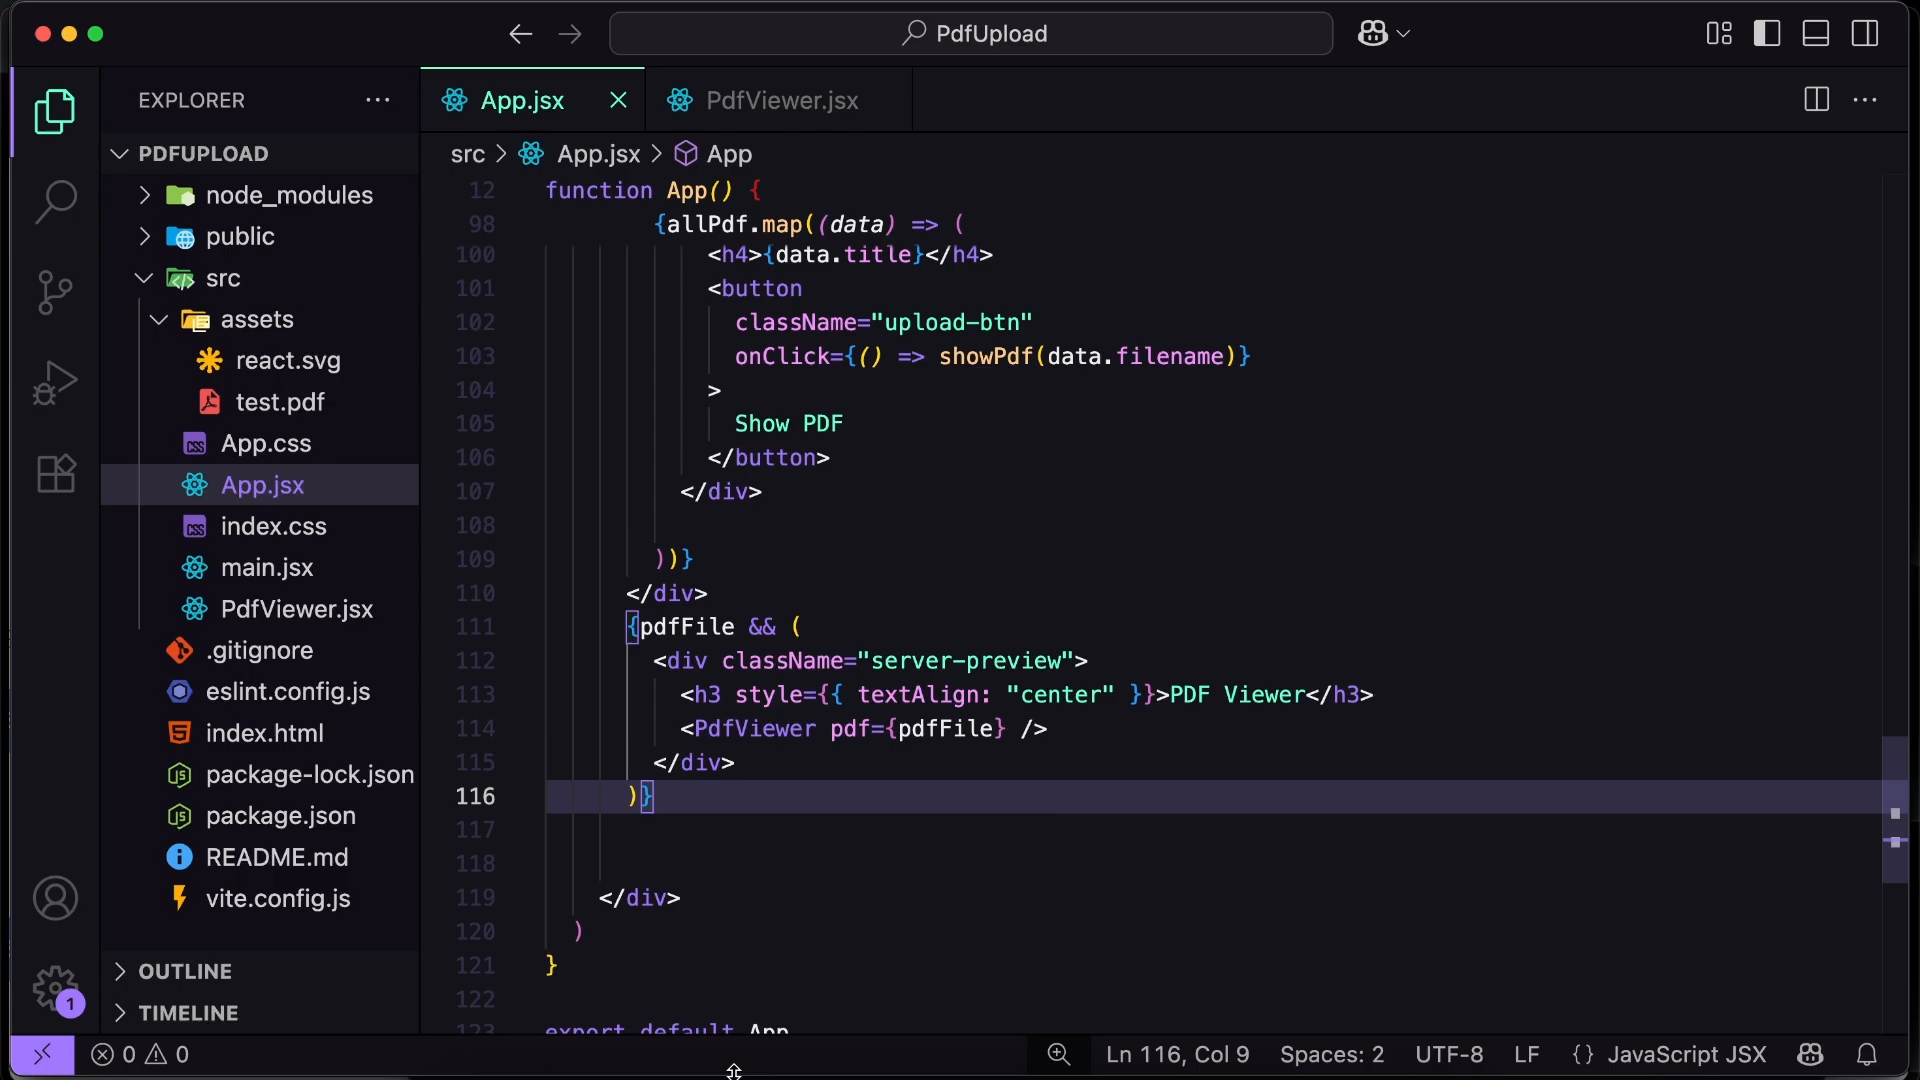 PdfUpload
EXPLORER
App.jsx
PdfViewer.jsx
PDFUPLOAD
node_modules
public
src
assets
react.svg
test.pdf
App.css
App.jsx
index.css
main.jsx
PdfViewer.jsx
.gitignore
eslint.config.js
index.html
package-lock.json
package.json
README.md
vite.config.js
OUTLINE
TIMELINE
1
src > App.jsx > App
12 function App() {
98 {allPdf.map((data) => (
100 <h4>{data.title}</h4>
101 <button
102 className="upload-btn"
103 onClick={() => showPdf(data.filename)}
104 >
105 Show PDF
106 </button>
107 </div>
108
109 ))}
110 </div>
111 {pdfFile && (
112 <div className="server-preview">
113 <h3 style={{ textAlign: "center" }}>PDF Viewer</h3>
114 <PdfViewer pdf={pdfFile} />
115 </div>
116 )}
117
118
119 </div>
120 )
121 }
122
123 export default App
0 0
Ln 116, Col 9 Spaces: 2 UTF-8 LF {} JavaScript JSX